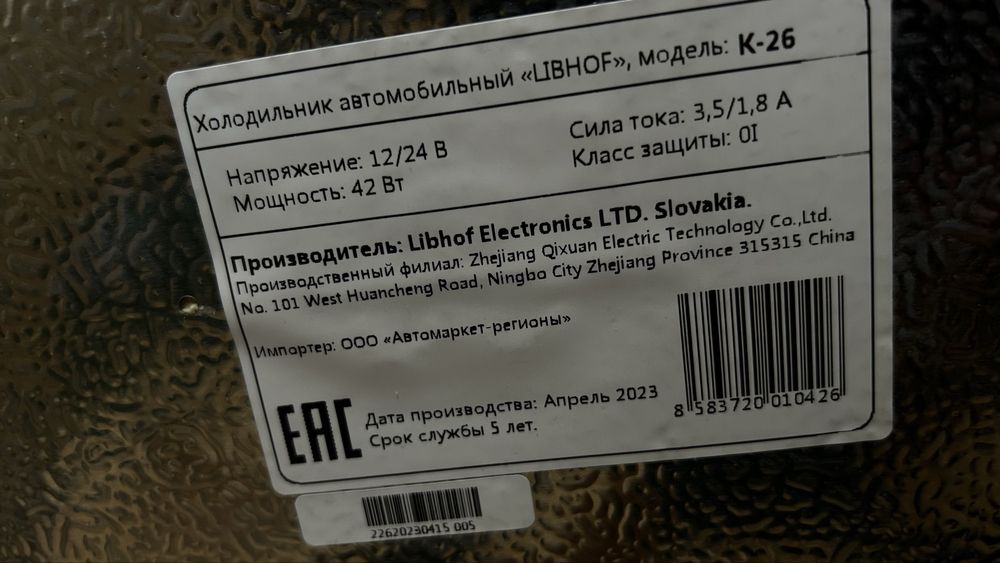 Холодильник автомобильный «LIBHOF», модель: K-26
Напряжение: 12/24 В
Мощность: 42 Вт
Сила тока: 3,5/1,8 А
Класс защиты: 0I
Производитель: Libhof Electronics LTD. Slovakia.
Производственный филиал: Zhejiang Qixuan Electric Technology Co.,Ltd.
No. 101 West Huancheng Road, Ningbo City Zhejiang Province 315315 China
Импортер: ООО «Автомаркет-регионы»
EAC
Дата производства: Апрель 2023
Срок службы 5 лет.
8 583720 010426
22620230415 005